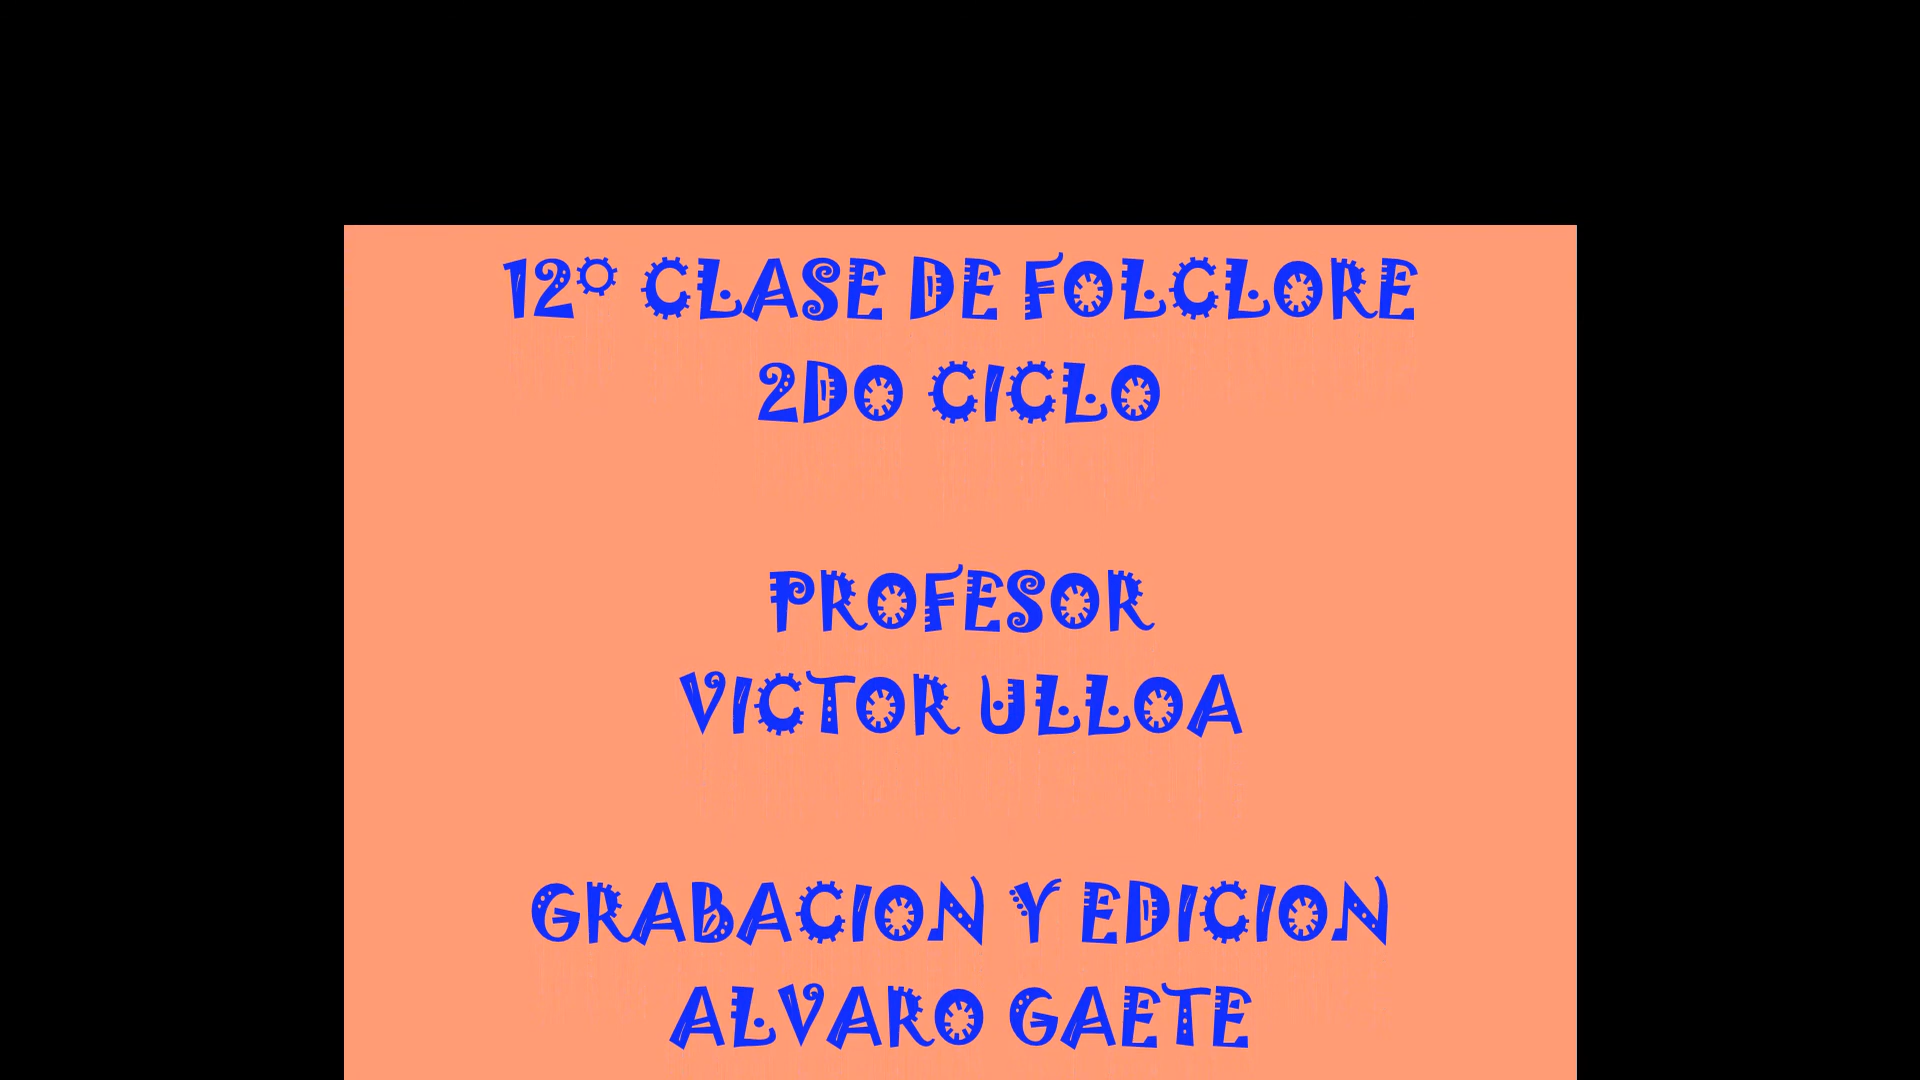 12° CLASE DE FOLCLORE
2DO CICLO
PROFESOR
VICTOR ULLOA
GRABACION Y EDICION
ALVARO GAETE